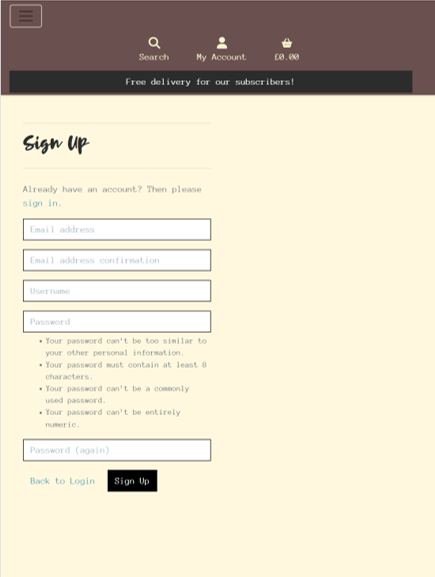 Search My Account £0.00
Free delivery for our subscribers!
Sign Up
Already have an account? Then please
sign in.
Email address
Email address confirmation
Username
Password
• Your password can't be too similar to
your other personal information.
• Your password must contain at least 8
characters.
• Your password can't be a commonly
used password.
• Your password can't be entirely
numeric.
Password (again)
Back to Login Sign Up